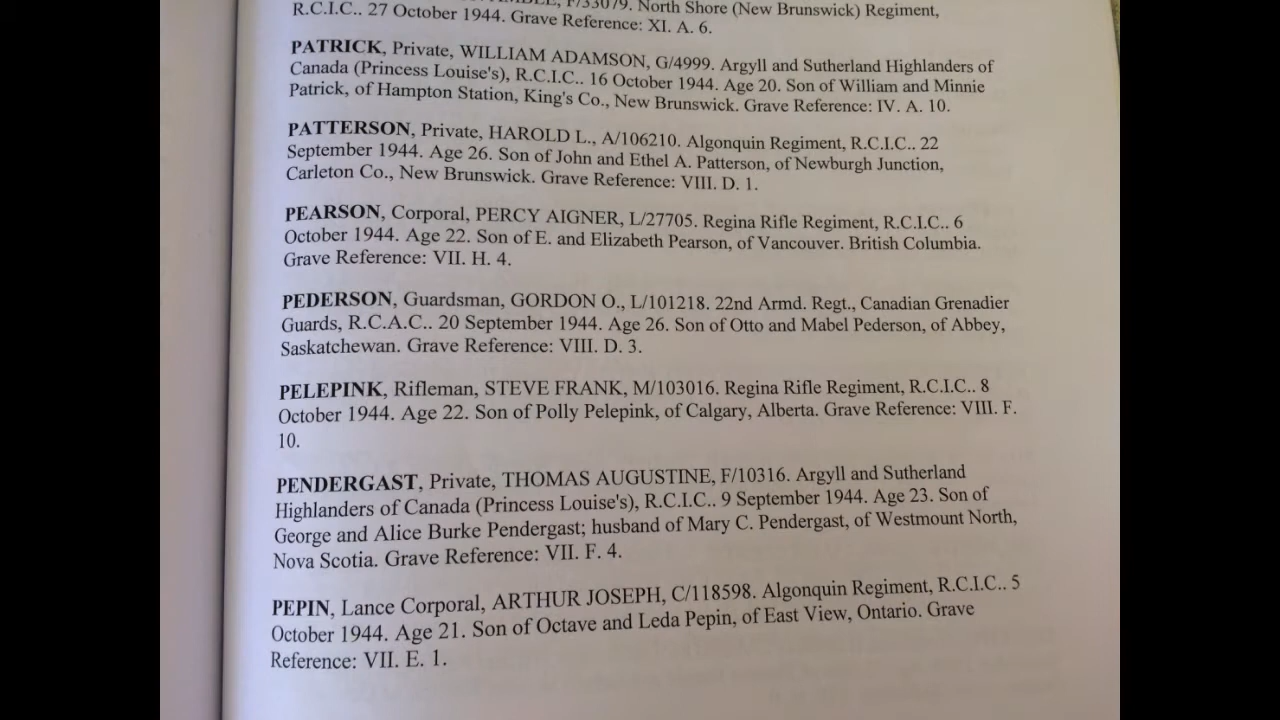 F/33079. North Shore (New Brunswick) Regiment,
R.C.I.C.. 27 October 1944. Grave Reference: XI. A. 6.
PATRICK, Private, WILLIAM ADAMSON, G/4999. Argyll and Sutherland Highlanders of
Canada (Princess Louise's), R.C.I.C.. 16 October 1944. Age 20. Son of William and Minnie
Patrick, of Hampton Station, King's Co., New Brunswick. Grave Reference: IV. A. 10.
PATTERSON, Private, HAROLD L., A/106210. Algonquin Regiment, R.C.I.C.. 22
September 1944. Age 26. Son of John and Ethel A. Patterson, of Newburgh Junction,
Carleton Co., New Brunswick. Grave Reference: VIII. D. 1.
PEARSON, Corporal, PERCY AIGNER, L/27705. Regina Rifle Regiment, R.C.I.C.. 6
October 1944. Age 22. Son of E. and Elizabeth Pearson, of Vancouver. British Columbia.
Grave Reference: VII. H. 4.
PEDERSON, Guardsman, GORDON O., L/101218. 22nd Armd. Regt., Canadian Grenadier
Guards, R.C.A.C.. 20 September 1944. Age 26. Son of Otto and Mabel Pederson, of Abbey,
Saskatchewan. Grave Reference: VIII. D. 3.
PELEPINK, Rifleman, STEVE FRANK, M/103016. Regina Rifle Regiment, R.C.I.C.. 8
October 1944. Age 22. Son of Polly Pelepink, of Calgary, Alberta. Grave Reference: VIII. F.
10.
PENDERGAST, Private, THOMAS AUGUSTINE, F/10316. Argyll and Sutherland
Highlanders of Canada (Princess Louise's), R.C.I.C.. 9 September 1944. Age 23. Son of
George and Alice Burke Pendergast; husband of Mary C. Pendergast, of Westmount North,
Nova Scotia. Grave Reference: VII. F. 4.
PEPIN, Lance Corporal, ARTHUR JOSEPH, C/118598. Algonquin Regiment, R.C.I.C.. 5
October 1944. Age 21. Son of Octave and Leda Pepin, of East View, Ontario. Grave
Reference: VII. E. 1.